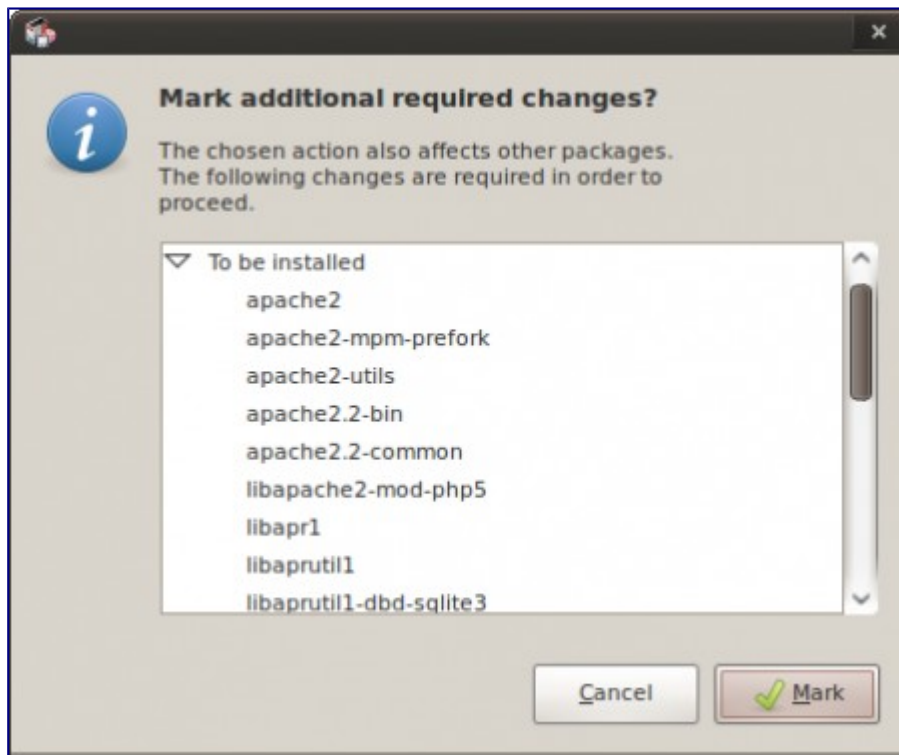 Mark additional required changes?
The chosen action also affects other packages.
The following changes are required in order to
proceed.
To be installed
apache2
apache2-mpm-prefork
apache2-utils
apache2.2-bin
apache2.2-common
libapache2-mod-php5
libapr1
libaprutil1
libaprutil1-dbd-sqlite3
Cancel
Mark